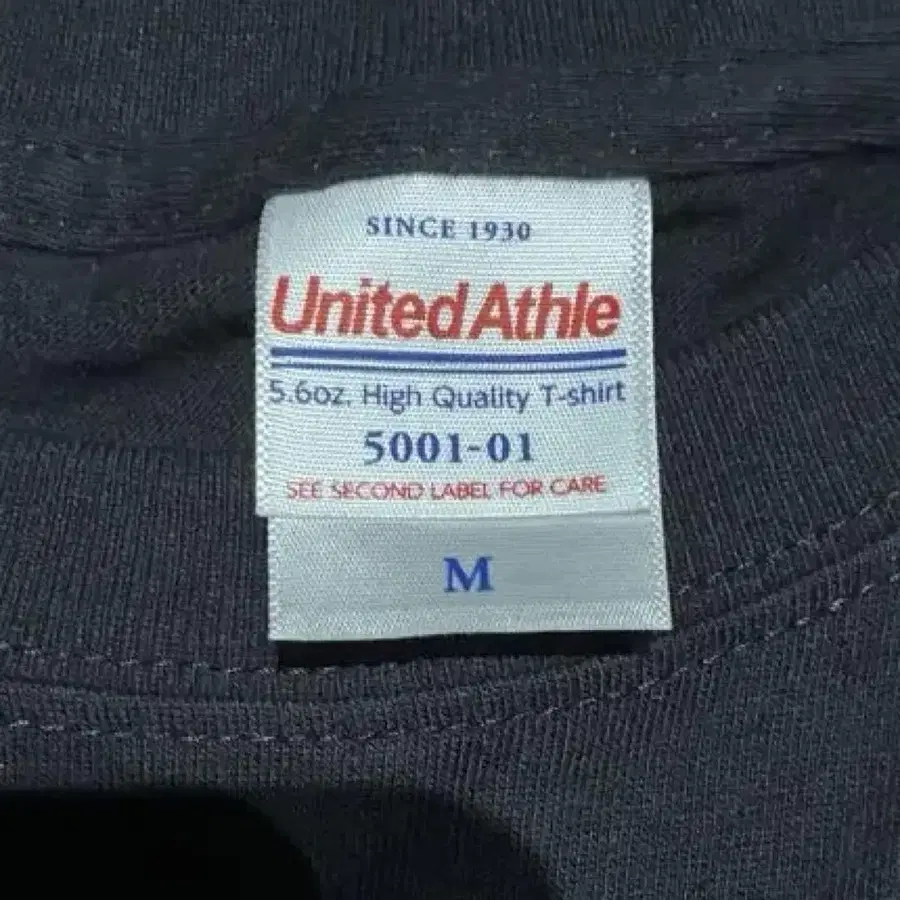 SINCE 1930
United Athle
5.6oz. High Quality T-shirt
5001-01
SEE SECOND LABEL FOR CARE
M